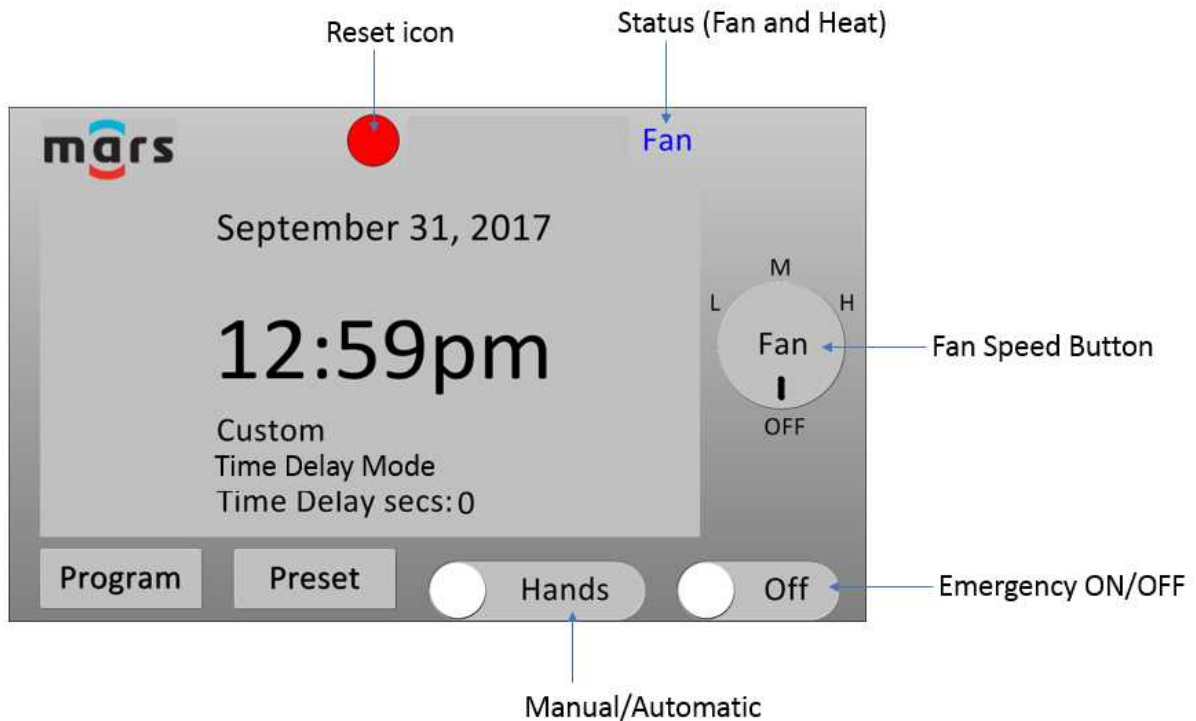 Reset icon
Status (Fan and Heat)
mars
Fan
September 31, 2017
12:59pm
M
L
H
Fan
Fan Speed Button
OFF
Custom
Time Delay Mode
Time Delay secs: 0
Program
Preset
Hands
Off
Emergency ON/OFF
Manual/Automatic